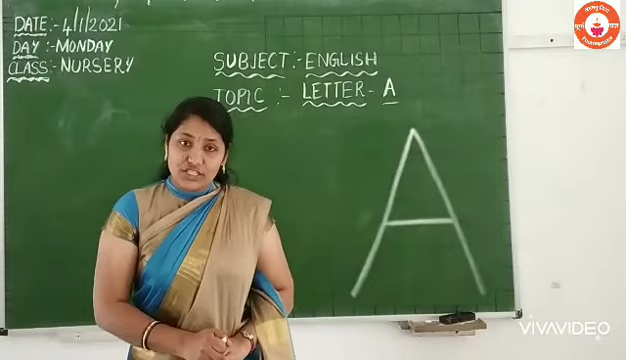 DATE:- 4/1/2021
DAY:- MONDAY
CLASS:- NURSERY
SUBJECT:- ENGLISH
TOPIC:- LETTER- A
A
VIVAVIDEO